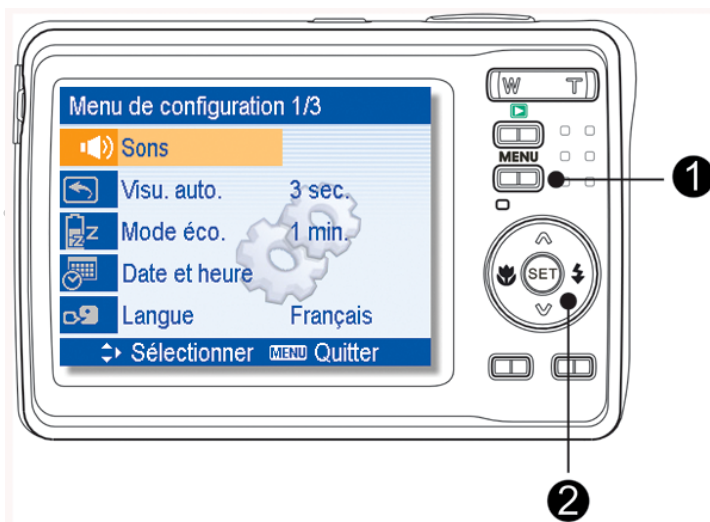 Menu de configuration 1/3
Sons
Visu. auto. 3 sec.
Mode éco. 1 min.
Date et heure
Langue Français
Sélectionner MENU Quitter
W T
MENU
SET
1
2